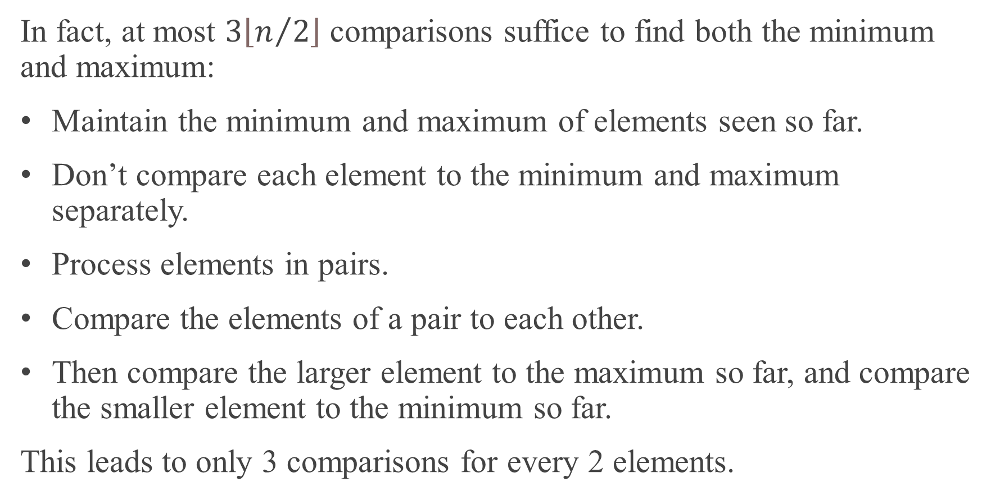 In fact, at most 3⌊n/2⌋ comparisons suffice to find both the minimum
and maximum:
• Maintain the minimum and maximum of elements seen so far.
• Don’t compare each element to the minimum and maximum
separately.
• Process elements in pairs.
• Compare the elements of a pair to each other.
• Then compare the larger element to the maximum so far, and compare
the smaller element to the minimum so far.
This leads to only 3 comparisons for every 2 elements.